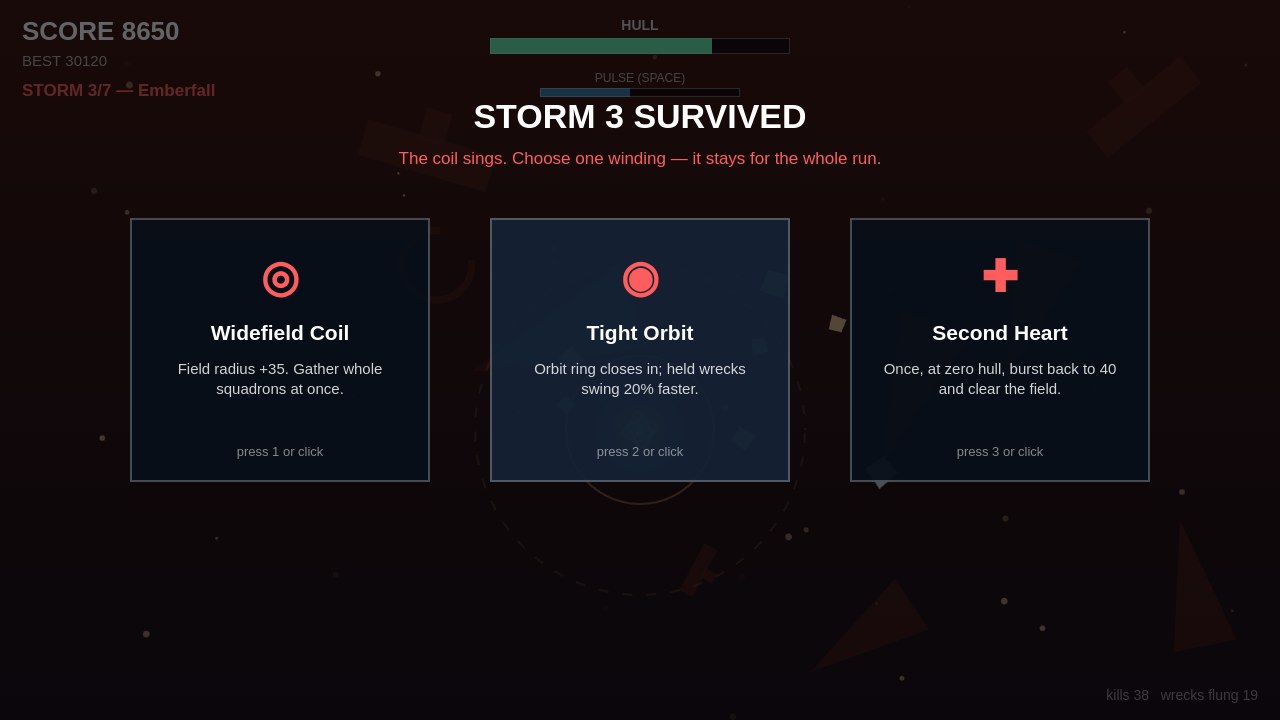 SCORE 8650
BEST 30120
STORM 3/7 — Emberfall
HULL
PULSE (SPACE)
STORM 3 SURVIVED
The coil sings. Choose one winding — it stays for the whole run.
Widefield Coil
Field radius +35. Gather whole
squadrons at once.
press 1 or click
Tight Orbit
Orbit ring closes in; held wrecks
swing 20% faster.
press 2 or click
Second Heart
Once, at zero hull, burst back to 40
and clear the field.
press 3 or click
kills 38 wrecks flung 19